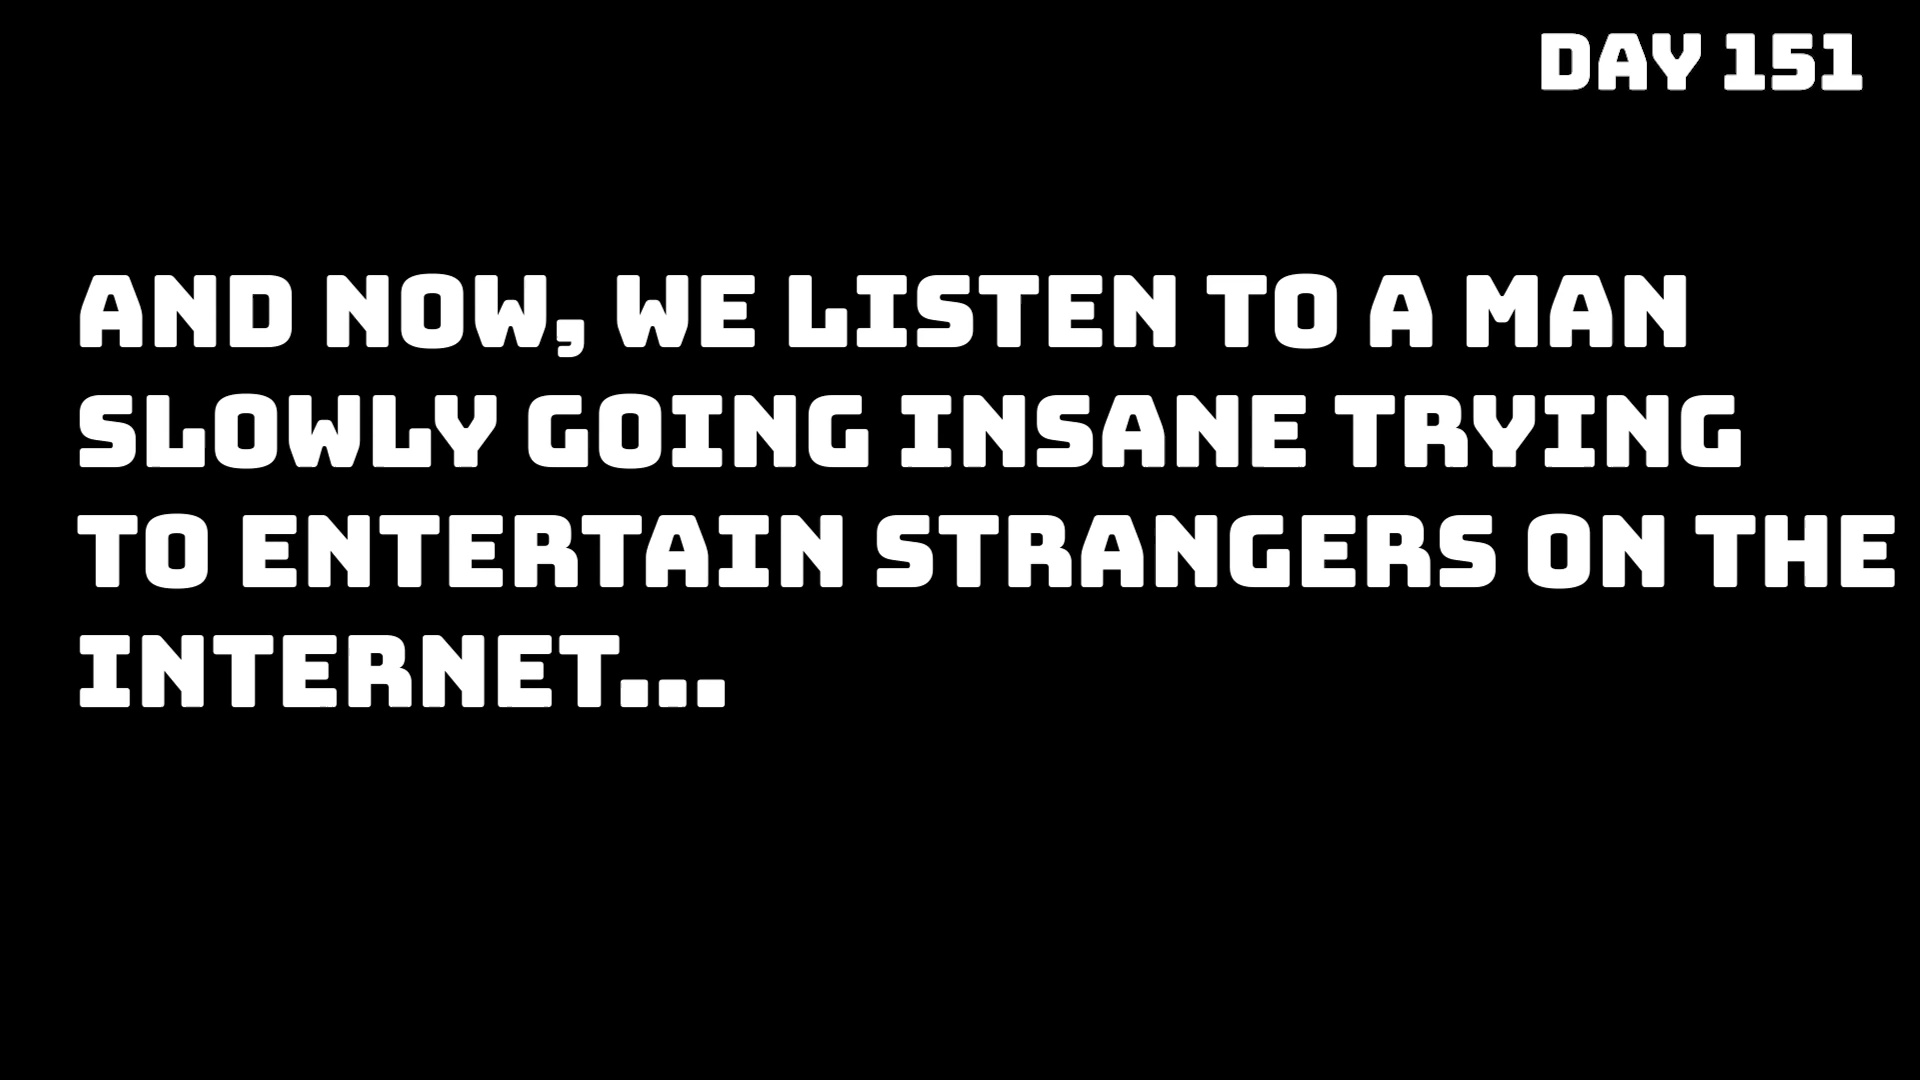 DAY 151
AND NOW, WE LISTEN TO A MAN
SLOWLY GOING INSANE TRYING
TO ENTERTAIN STRANGERS ON THE
INTERNET...